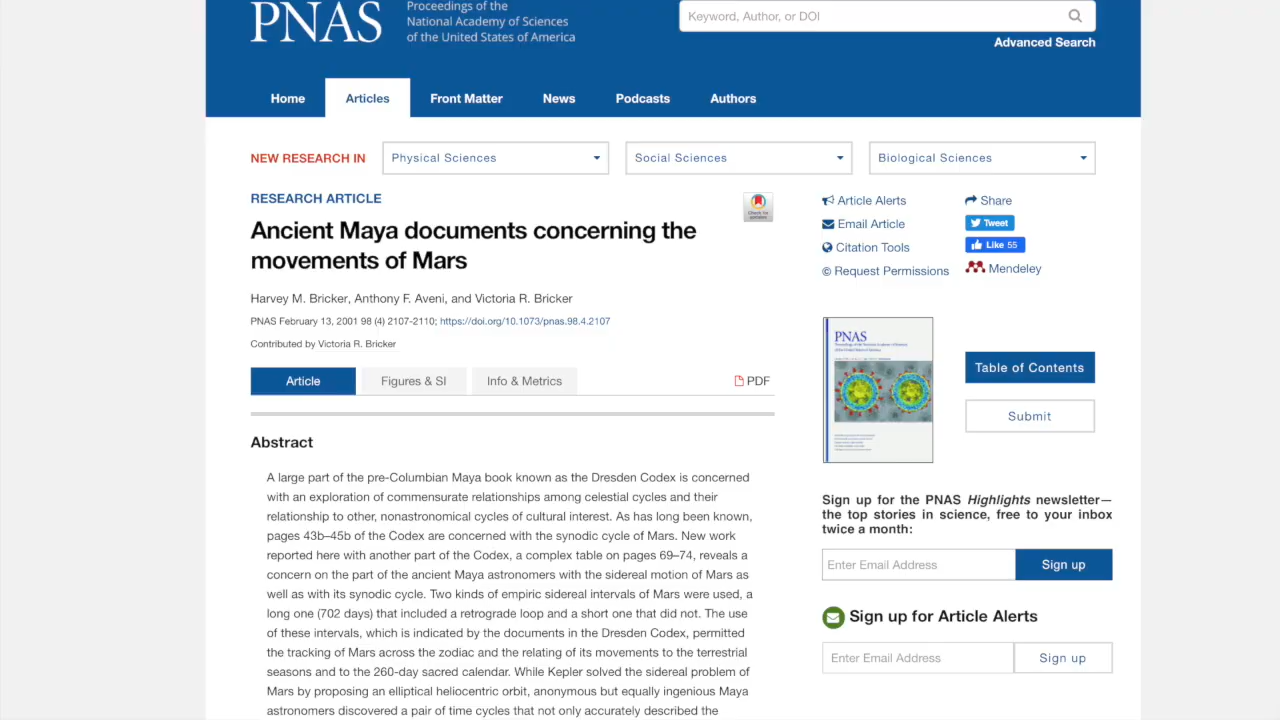 PNAS
Proceedings of the
National Academy of Sciences
of the United States of America
Keyword, Author, or DOI
Advanced Search
Home
Articles
Front Matter
News
Podcasts
Authors
NEW RESEARCH IN
Physical Sciences
Social Sciences
Biological Sciences
RESEARCH ARTICLE
Check for
updates
Ancient Maya documents concerning the
movements of Mars
Harvey M. Bricker, Anthony F. Aveni, and Victoria R. Bricker
PNAS February 13, 2001 98 (4) 2107-2110; https://doi.org/10.1073/pnas.98.4.2107
Contributed by Victoria R. Bricker
Article
Figures & SI
Info & Metrics
PDF
Abstract
A large part of the pre-Columbian Maya book known as the Dresden Codex is concerned
with an exploration of commensurate relationships among celestial cycles and their
relationship to other, nonastronomical cycles of cultural interest. As has long been known,
pages 43b–45b of the Codex are concerned with the synodic cycle of Mars. New work
reported here with another part of the Codex, a complex table on pages 69–74, reveals a
concern on the part of the ancient Maya astronomers with the sidereal motion of Mars as
well as with its synodic cycle. Two kinds of empiric sidereal intervals of Mars were used, a
long one (702 days) that included a retrograde loop and a short one that did not. The use
of these intervals, which is indicated by the documents in the Dresden Codex, permitted
the tracking of Mars across the zodiac and the relating of its movements to the terrestrial
seasons and to the 260-day sacred calendar. While Kepler solved the sidereal problem of
Mars by proposing an elliptical heliocentric orbit, anonymous but equally ingenious Maya
astronomers discovered a pair of time cycles that not only accurately described the
Article Alerts
Email Article
Citation Tools
© Request Permissions
Share
Tweet
Like 55
Mendeley
PNAS
Table of Contents
Submit
Sign up for the PNAS Highlights newsletter—
the top stories in science, free to your inbox
twice a month:
Enter Email Address
Sign up
Sign up for Article Alerts
Enter Email Address
Sign up